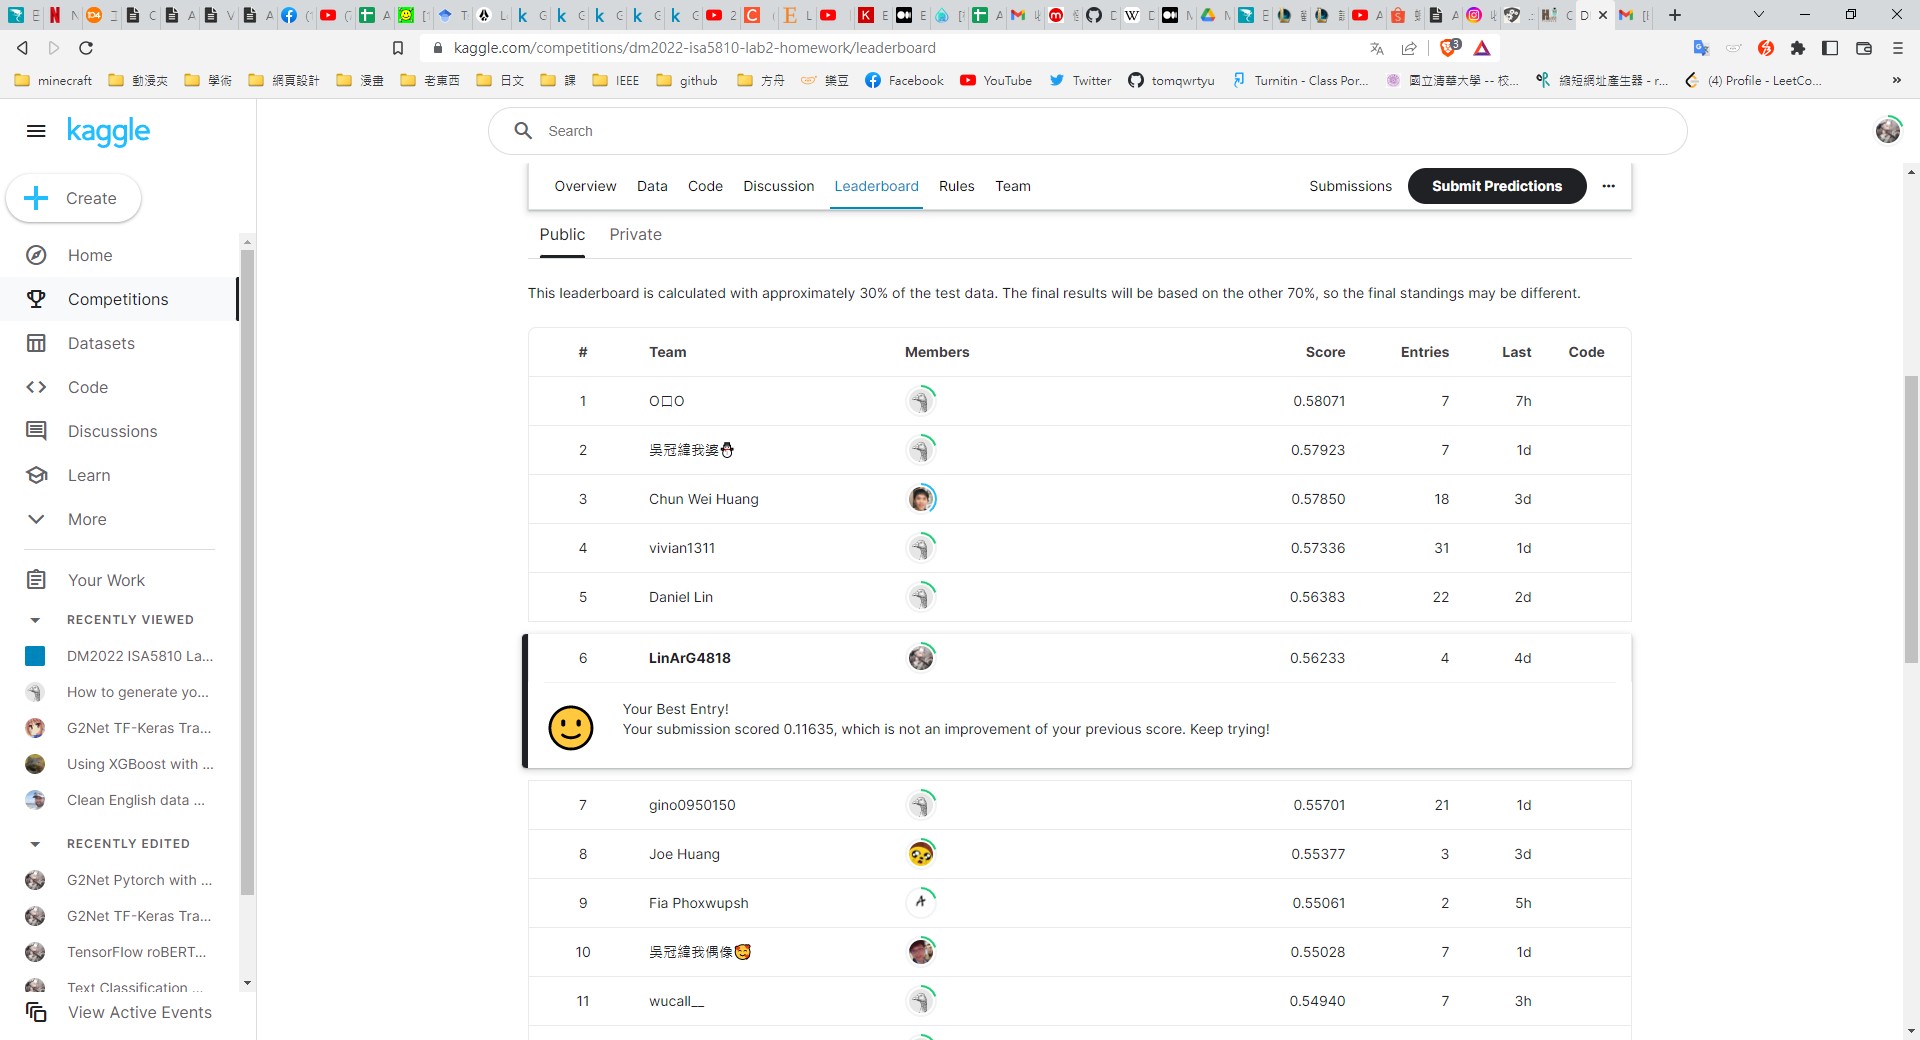 kaggle.com/competitions/dm2022-isa5810-lab2-homework/leaderboard
3
minecraft
動漫夾
學術
網頁設計
漫畫
老東西
日文
課
IEEE
github
方舟
Facebook
YouTube
Twitter
tomqwrtyu
Turnitin - Class Por...
國立清華大學 -- 校...
縮短網址產生器 - r...
(4) Profile - LeetCo...
kaggle
Search
Create
Home
Competitions
Datasets
Code
Discussions
Learn
More
Your Work
RECENTLY VIEWED
DM2022 ISA5810 La...
How to generate yo...
G2Net TF-Keras Tra...
Using XGBoost with ...
Clean English data ...
RECENTLY EDITED
G2Net Pytorch with ...
G2Net TF-Keras Tra...
TensorFlow roBERT...
Text Classification ...
View Active Events
Overview Data Code Discussion Leaderboard Rules Team Submissions Submit Predictions
Public Private
This leaderboard is calculated with approximately 30% of the test data. The final results will be based on the other 70%, so the final standings may be different.
# Team Members Score Entries Last Code
1 O口O 0.58071 7 7h
2 吳冠緯我婆⛄ 0.57923 7 1d
3 Chun Wei Huang 0.57850 18 3d
4 vivian1311 0.57336 31 1d
5 Daniel Lin 0.56383 22 2d
6 LinArG4818 0.56233 4 4d
Your Best Entry!
Your submission scored 0.11635, which is not an improvement of your previous score. Keep trying!
7 gino0950150 0.55701 21 1d
8 Joe Huang 0.55377 3 3d
9 Fia Phoxwupsh 0.55061 2 5h
10 吳冠緯我偶像🥰 0.55028 7 1d
11 wucall__ 0.54940 7 3h